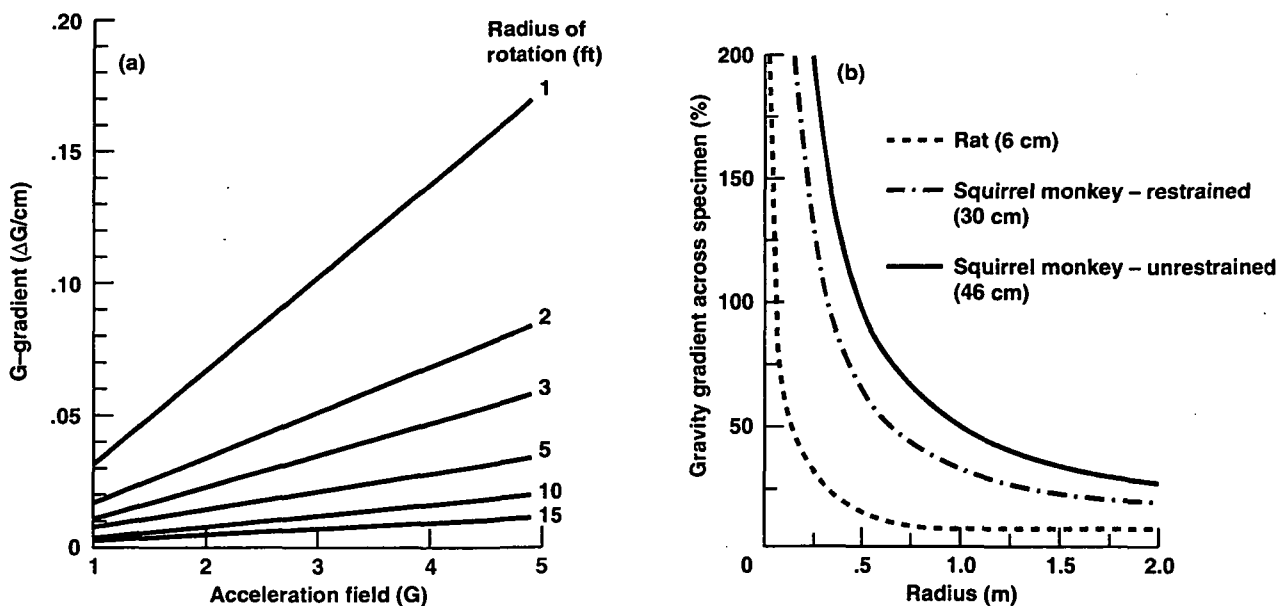 (a)
Radius of
rotation (ft)
.20
.15
.10
.05
0
G–gradient (ΔG/cm)
1
2
3
5
10
15
1 2 3 4 5
Acceleration field (G)
(b)
200
150
100
50
0
Gravity gradient across specimen (%)
Rat (6 cm)
Squirrel monkey – restrained
(30 cm)
Squirrel monkey – unrestrained
(46 cm)
.5 1.0 1.5 2.0
Radius (m)